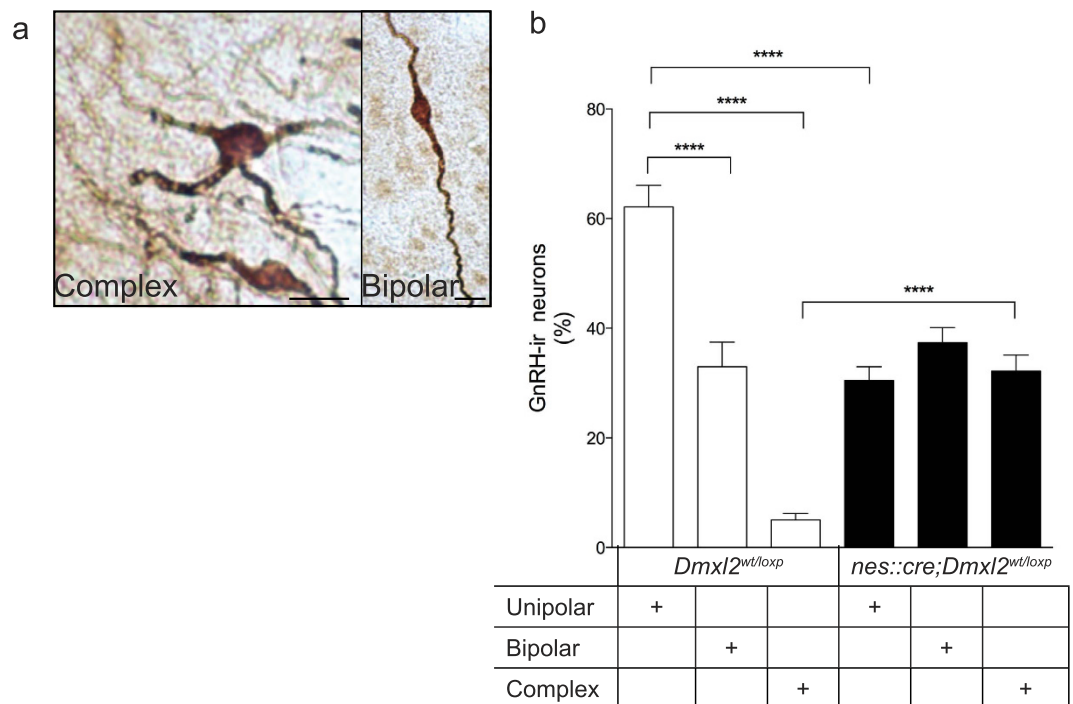 a
Complex
Bipolar
b
****
****
****
****
GnRH-ir neurons
(%)
80
60
40
20
0
Dmxl2wt/loxp
nes::cre;Dmxl2wt/loxp
Unipolar + +
Bipolar + +
Complex + +